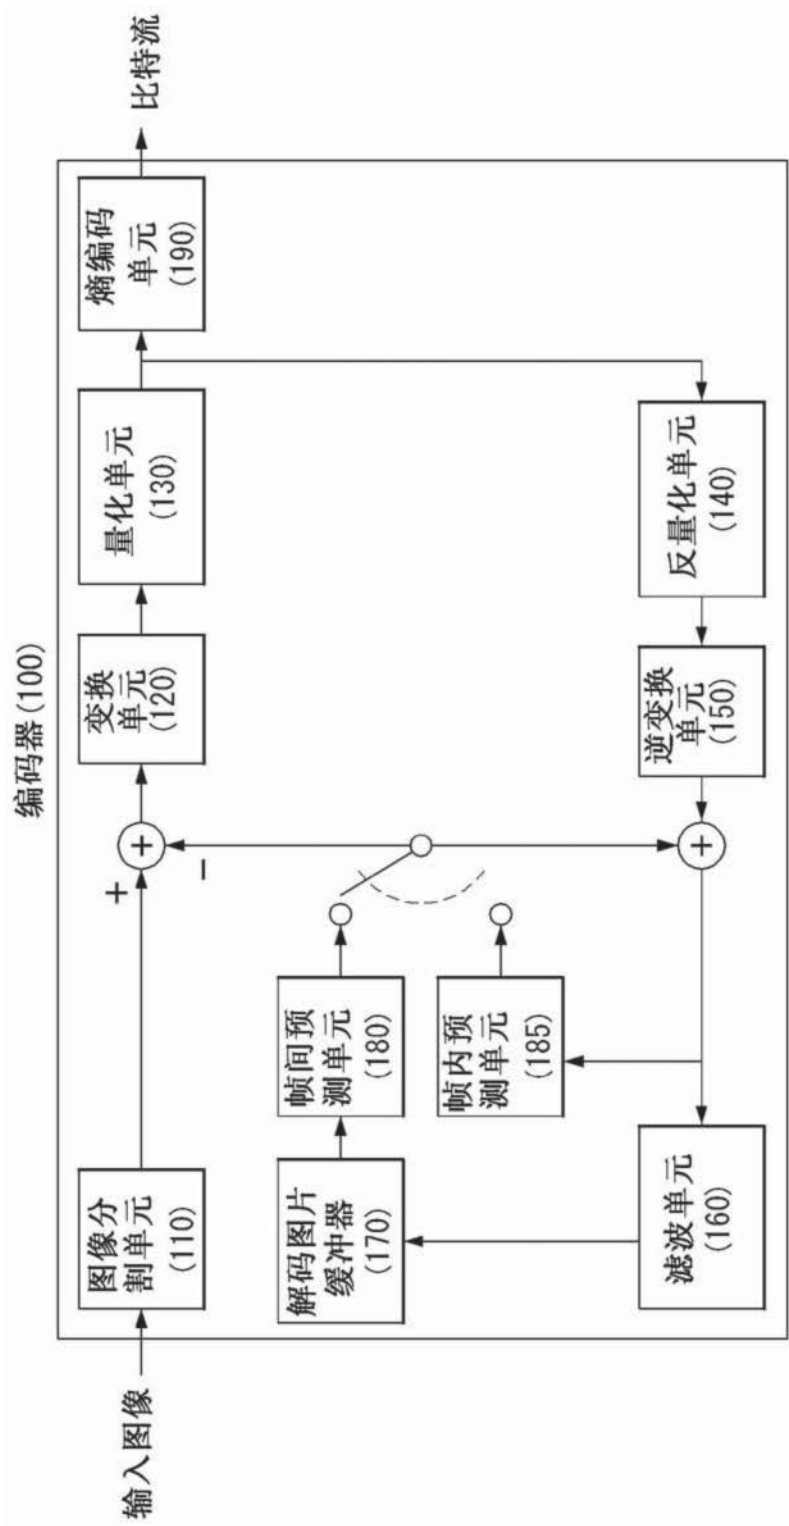 编码器(100)
输入图像
图像分
割单元
(110)
+
−
+
变换
单元
(120)
量化单元
(130)
熵编码
单元
(190)
比特流
解码图片
缓冲器
(170)
帧间预
测单元
(180)
帧内预
测单元
(185)
滤波单元
(160)
+
逆变换
单元
(150)
反量化单元
(140)